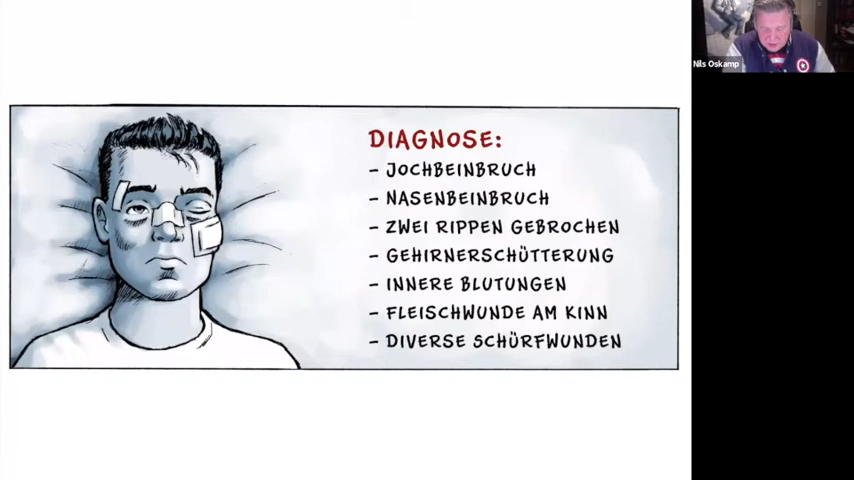 DIAGNOSE:
- JOCHBEINBRUCH
- NASENBEINBRUCH
- ZWEI RIPPEN GEBROCHEN
- GEHIRNERSCHÜTTERUNG
- INNERE BLUTUNGEN
- FLEISCHWUNDE AM KINN
- DIVERSE SCHÜRFWUNDEN
Nils Oskamp